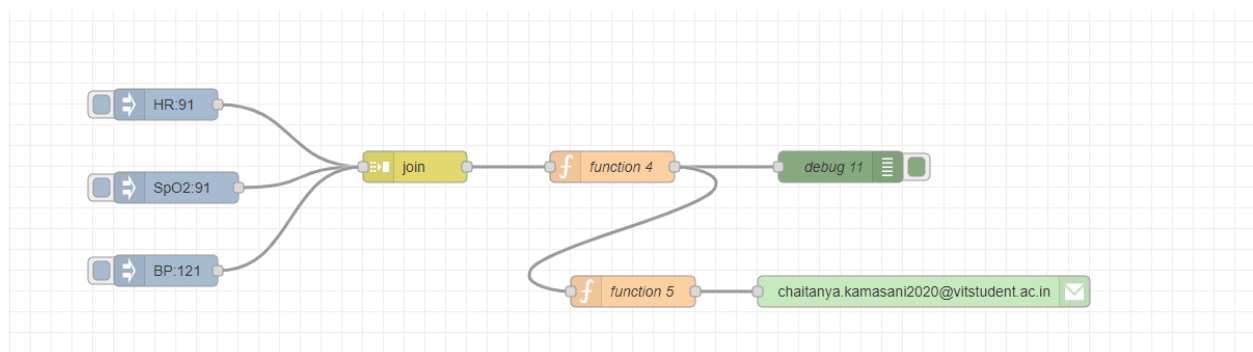 HR:91
join
function 4
debug 11
SpO2:91
BP:121
function 5
chaitanya.kamasani2020@vitstudent.ac.in